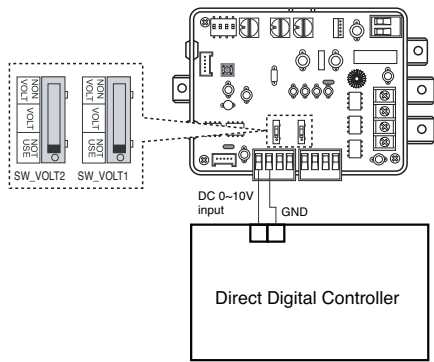 NON VOLT
VOLT
NOT USE
NON VOLT
VOLT
NOT USE
SW_VOLT2
SW_VOLT1
DC 0~10V
input
GND
Direct Digital Controller